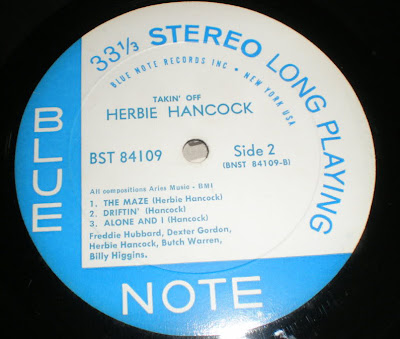 33⅓ STEREO LONG PLAYING
BLUE NOTE RECORDS INC • NEW YORK USA
TAKIN' OFF
HERBIE HANCOCK
BST 84109
Side 2
(BNST 84109-B)
All compositions Aries Music - BMI
1. THE MAZE (Herbie Hancock)
2. DRIFTIN' (Hancock)
3. ALONE AND I (Hancock)
Freddie Hubbard, Dexter Gordon,
Herbie Hancock, Butch Warren,
Billy Higgins.
BLUE
NOTE